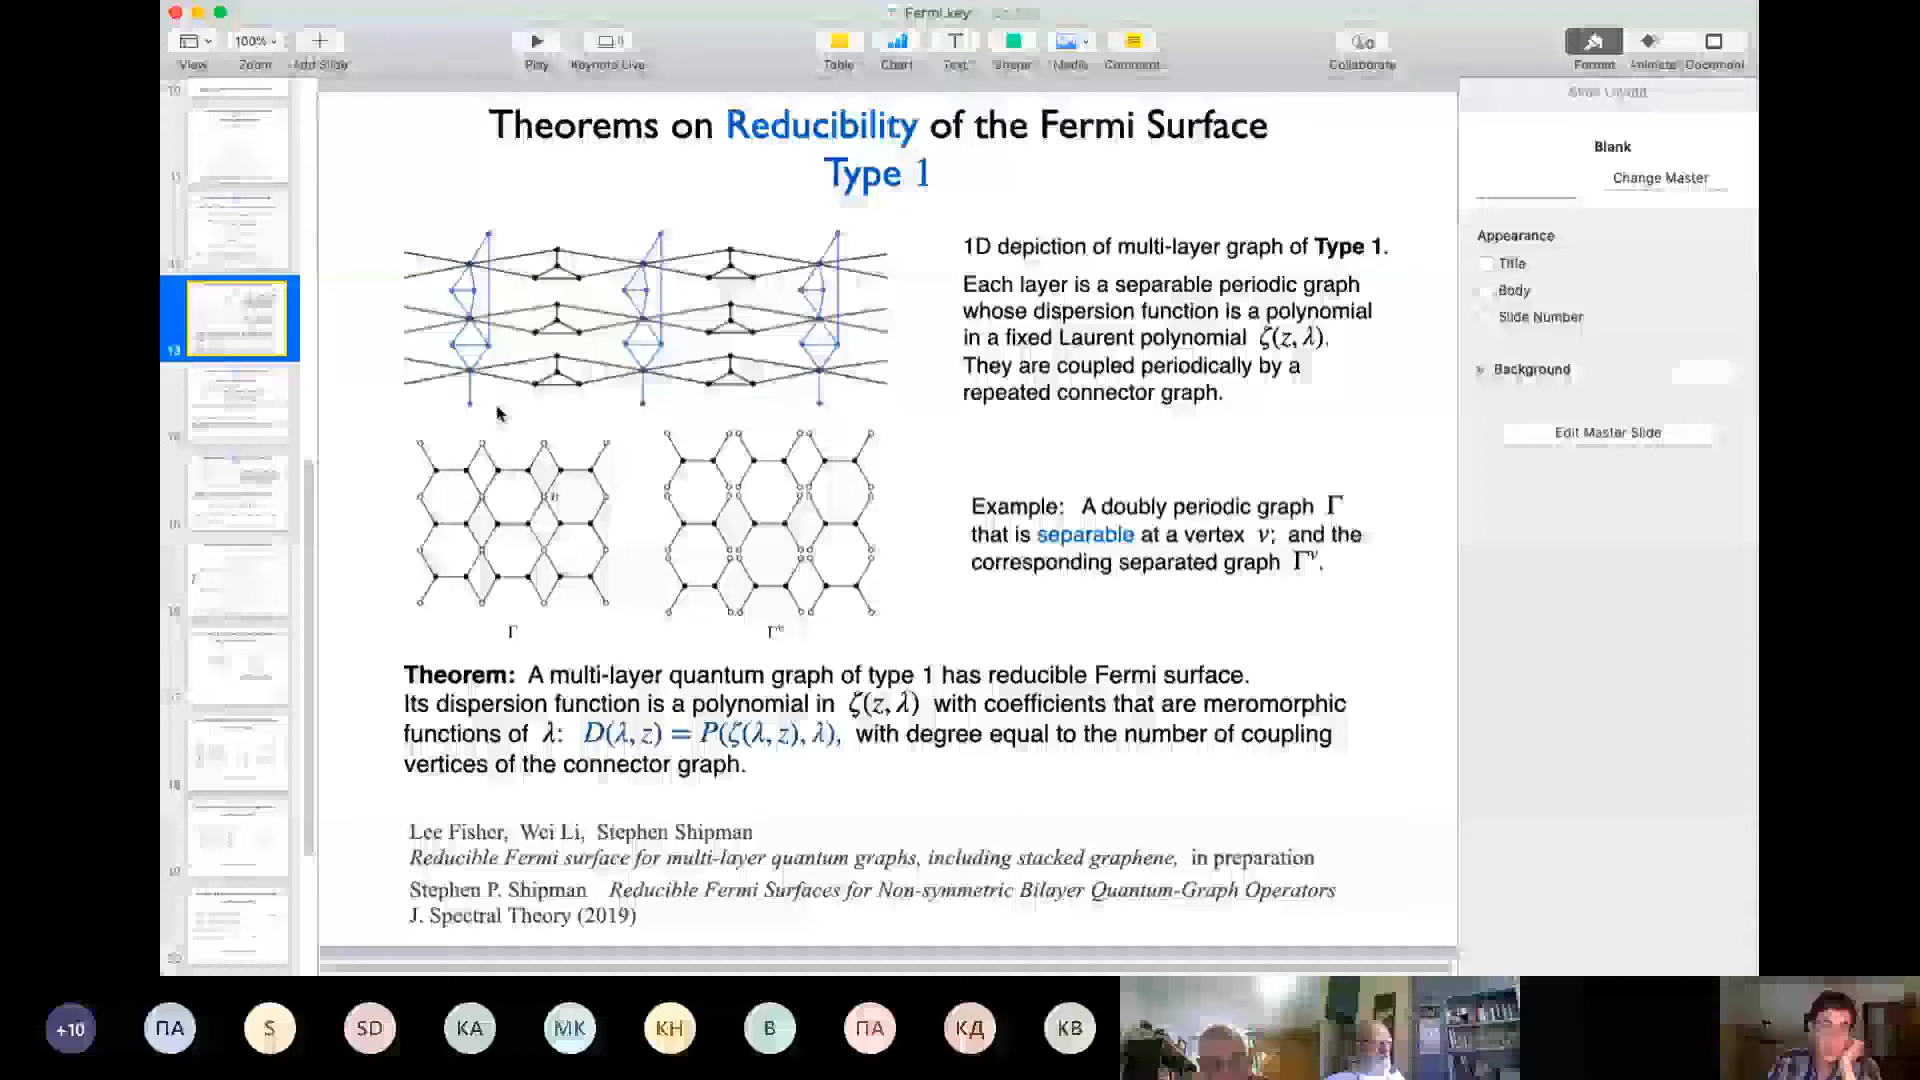 Fermi.key
100%
View
Zoom
Add Slide
Play
Keynote Live
Table
Chart
Text
Shape
Media
Comment
Collaborate
Format
Animate
Document
Theorems on Reducibility of the Fermi Surface
Type 1
1D depiction of multi-layer graph of Type 1.
Each layer is a separable periodic graph
whose dispersion function is a polynomial
in a fixed Laurent polynomial ζ(z, λ).
They are coupled periodically by a
repeated connector graph.
v
Example: A doubly periodic graph Γ
that is separable at a vertex v; and the
corresponding separated graph Γᵛ.
Γ
Γᵛ
Theorem: A multi-layer quantum graph of type 1 has reducible Fermi surface.
Its dispersion function is a polynomial in ζ(z, λ) with coefficients that are meromorphic
functions of λ: D(λ, z) = P(ζ(λ, z), λ), with degree equal to the number of coupling
vertices of the connector graph.
Lee Fisher, Wei Li, Stephen Shipman
Reducible Fermi surface for multi-layer quantum graphs, including stacked graphene, in preparation
Stephen P. Shipman Reducible Fermi Surfaces for Non-symmetric Bilayer Quantum-Graph Operators
J. Spectral Theory (2019)
Blank
Change Master
Appearance
Title
Body
Slide Number
Background
Edit Master Slide
+10
ПА
S
SD
КА
МК
КН
В
ПА
КД
КВ